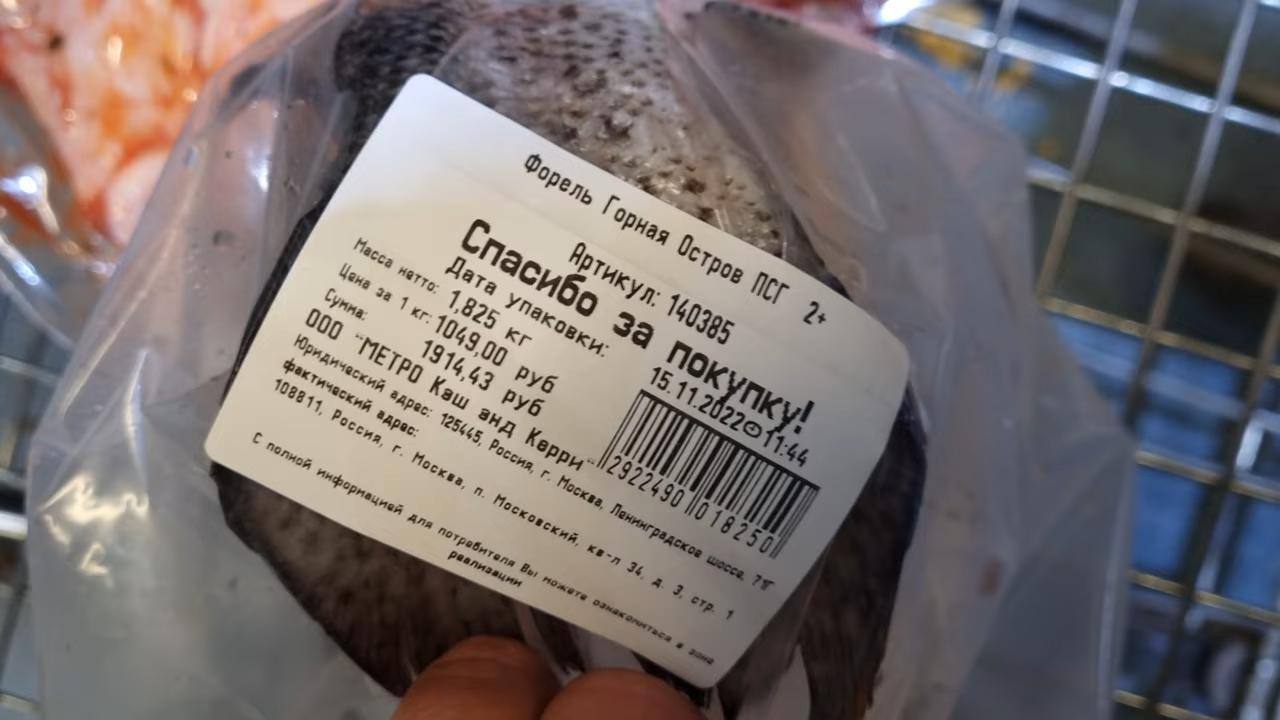 Форель Горная Остров ПСГ 2+
Артикул: 140385
Спасибо за покупку!
Дата упаковки: 15.11.2022 11:44
Масса нетто: 1,825 кг
Цена за 1 кг: 1049,00 руб
Сумма: 1914,43 руб
ООО "МЕТРО Кэш энд Керри"
2922490 018250
Юридический адрес: 125445, Россия, г. Москва, Ленинградское шоссе, 71Г
фактический адрес:
108811, Россия, г. Москва, п. Московский, кв-л 34, д. 3, стр. 1
С полной информацией для потребителя Вы можете ознакомиться в зоне
реализации